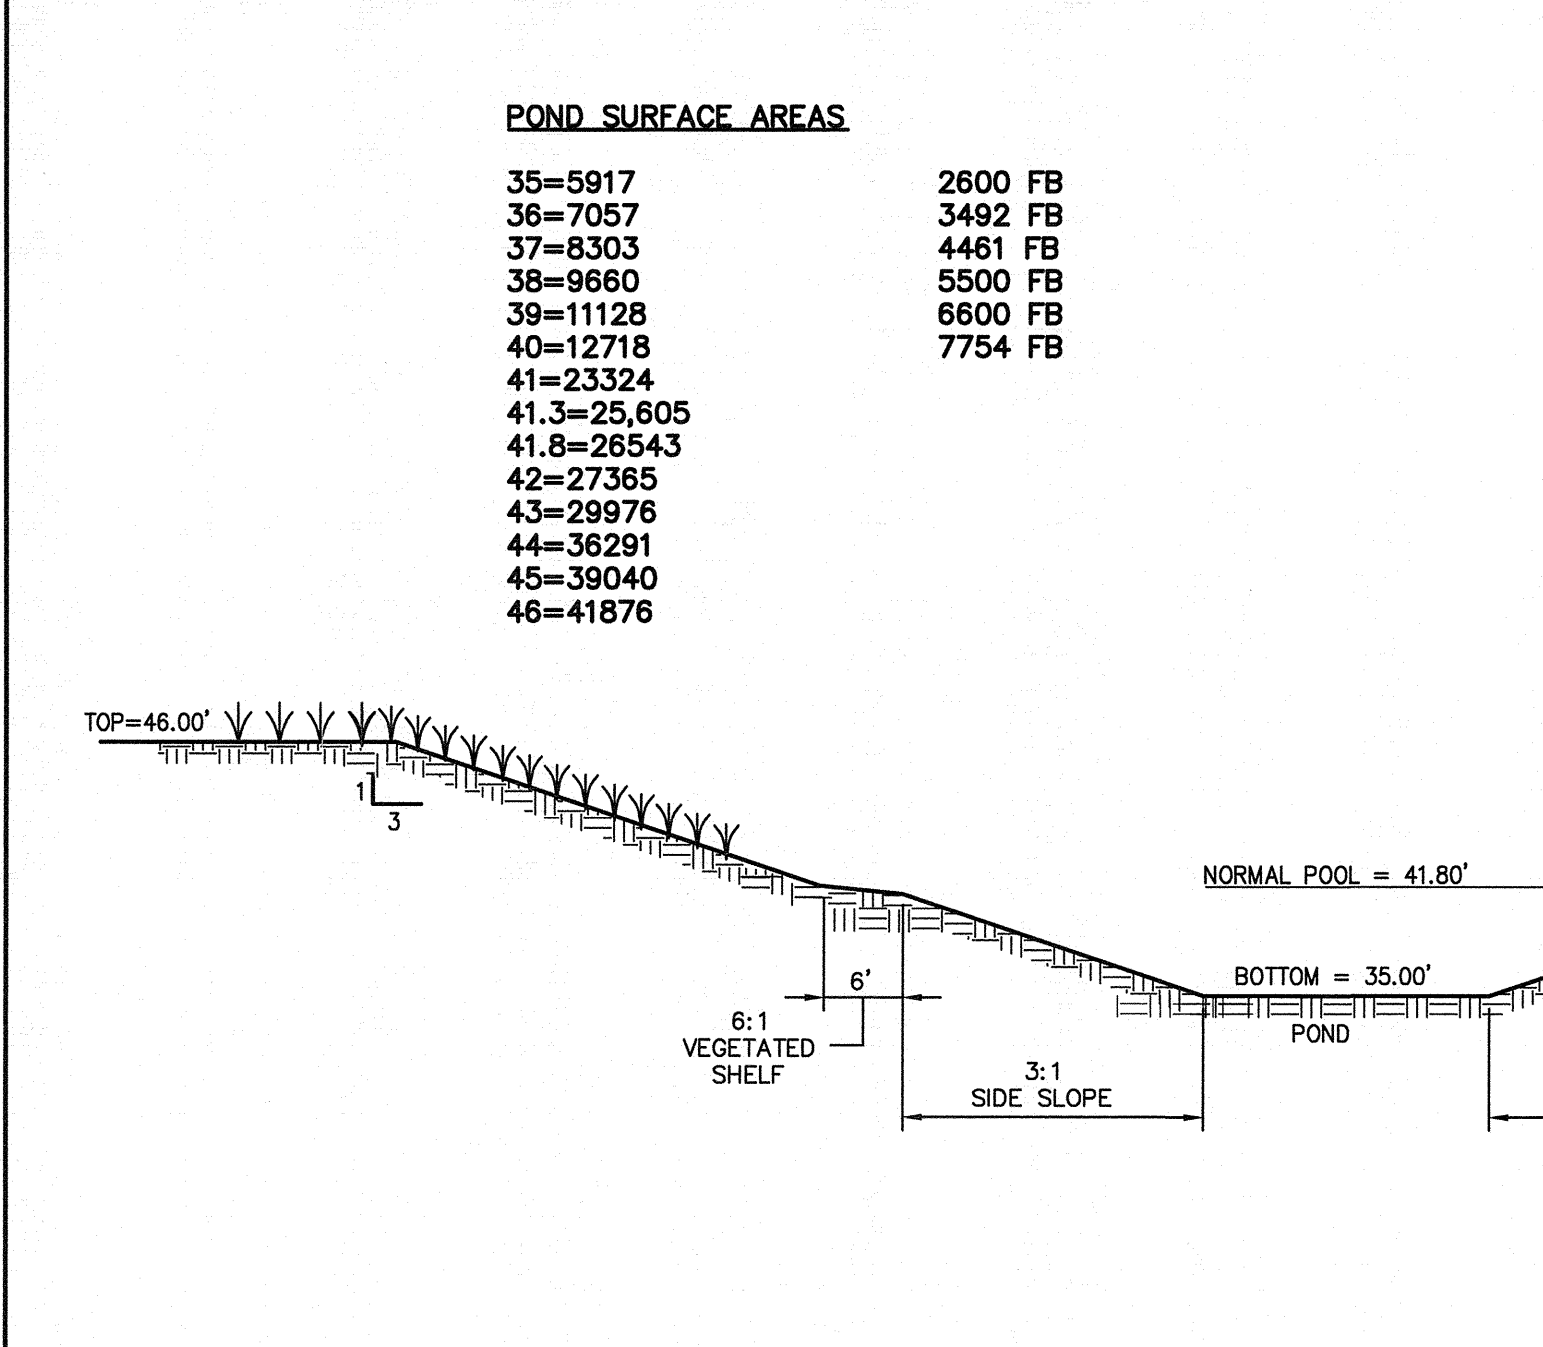 POND SURFACE AREAS
35=5917 2600 FB
36=7057 3492 FB
37=8303 4461 FB
38=9660 5500 FB
39=11128 6600 FB
40=12718 7754 FB
41=23324
41.3=25,605
41.8=26543
42=27365
43=29976
44=36291
45=39040
46=41876
TOP=46.00'
1
3
NORMAL POOL = 41.80'
BOTTOM = 35.00'
POND
6'
6:1
VEGETATED
SHELF
3:1
SIDE SLOPE